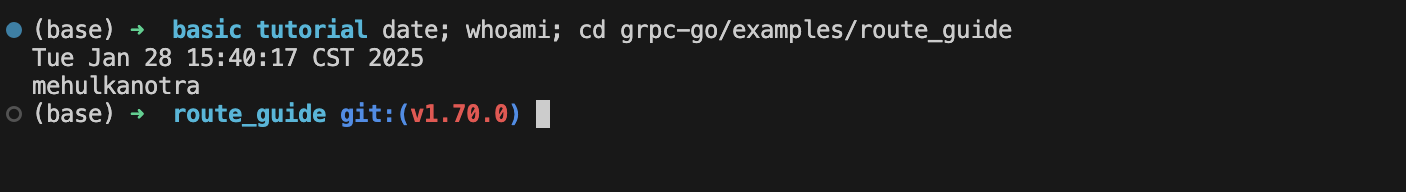 (base) ➜  basic tutorial date; whoami; cd grpc-go/examples/route_guide
Tue Jan 28 15:40:17 CST 2025
mehulkanotra
(base) ➜  route_guide git:(v1.70.0)